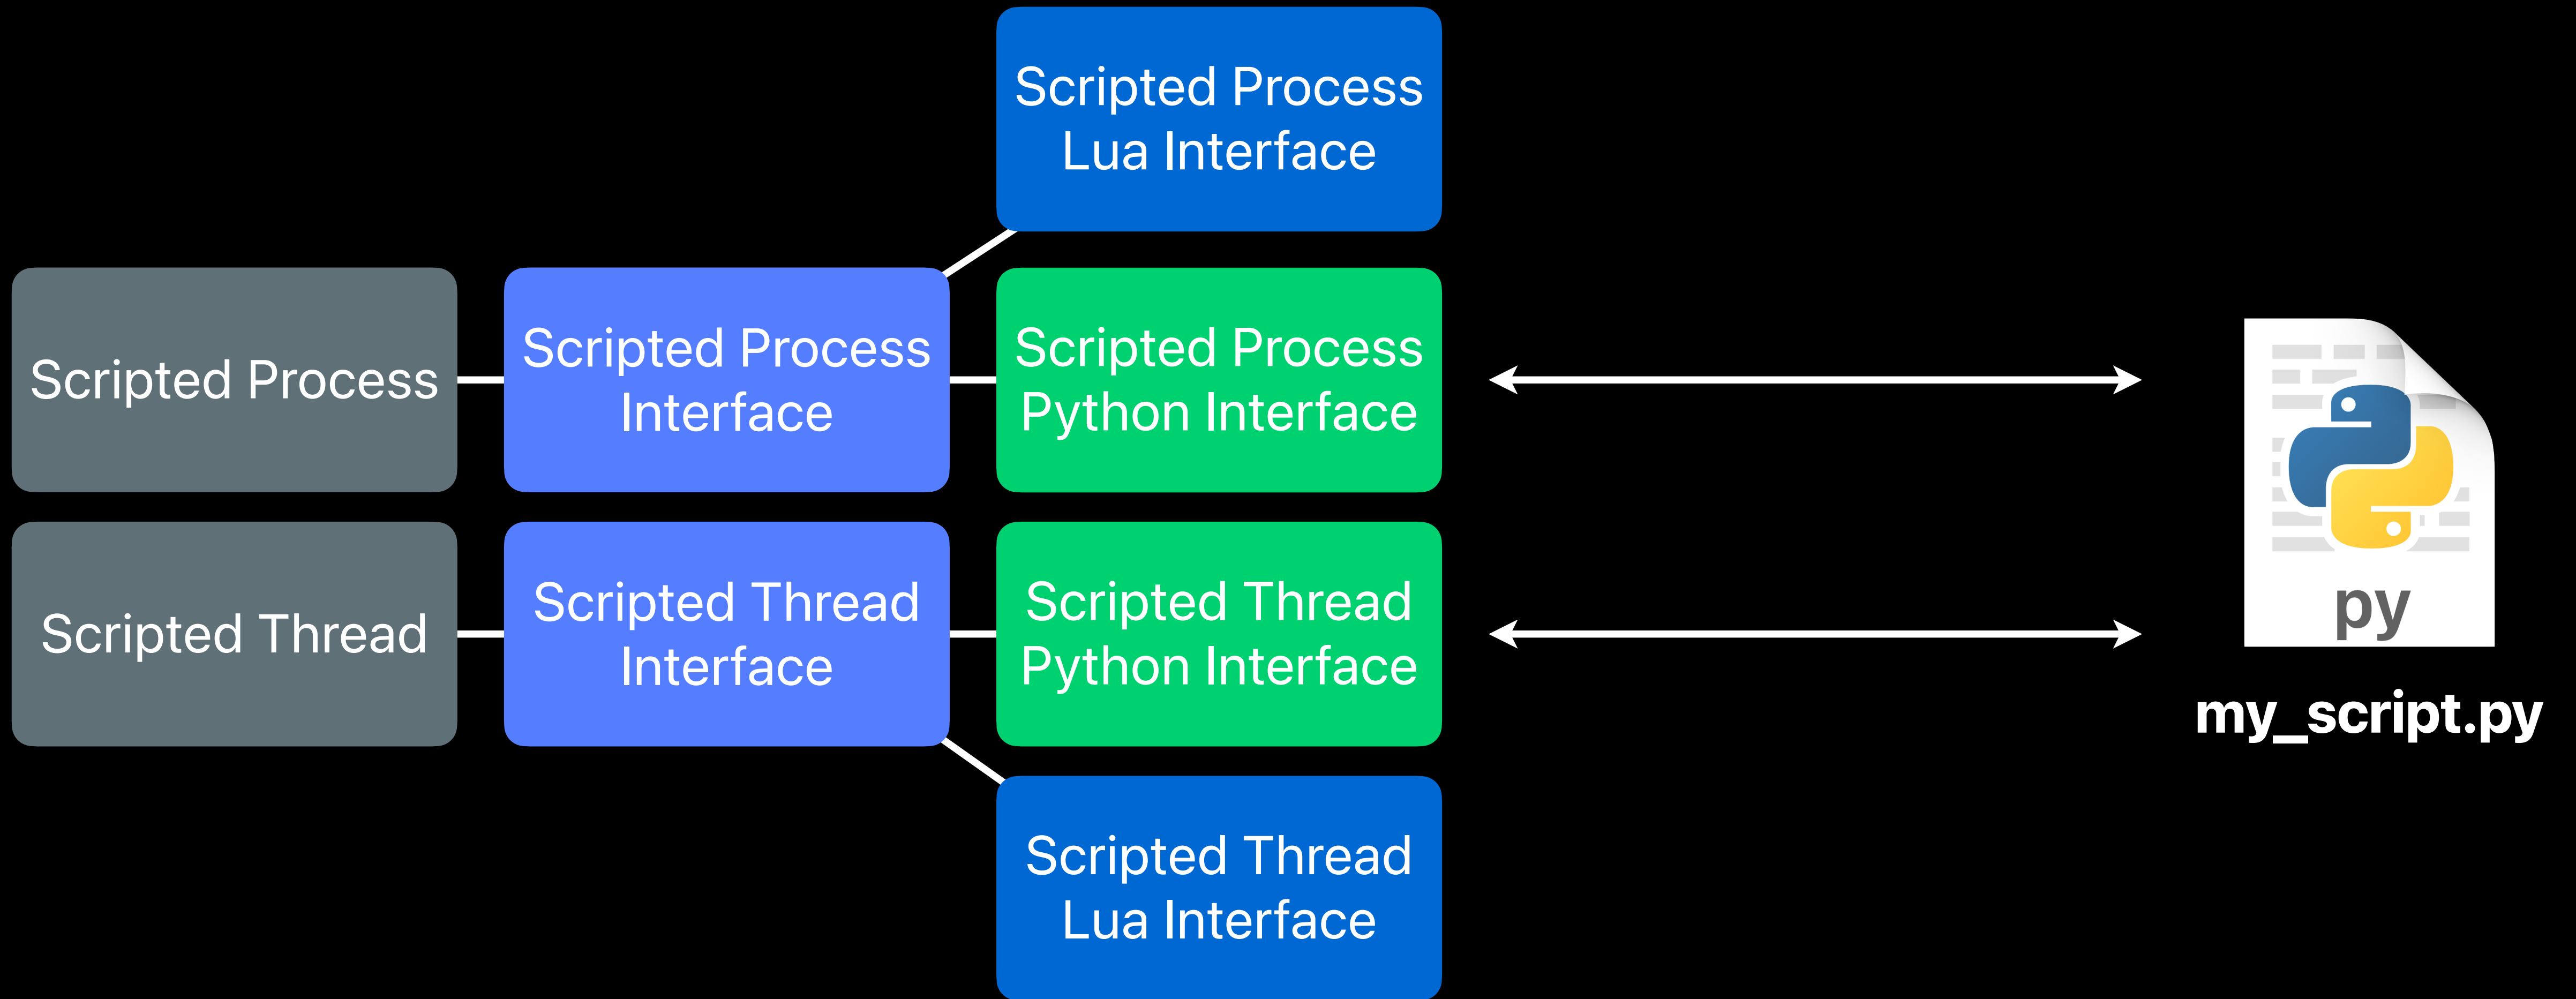 Scripted Process
Lua Interface
Scripted Process
Scripted Process
Interface
Scripted Process
Python Interface
Scripted Thread
Scripted Thread
Interface
Scripted Thread
Python Interface
Scripted Thread
Lua Interface
py
my_script.py